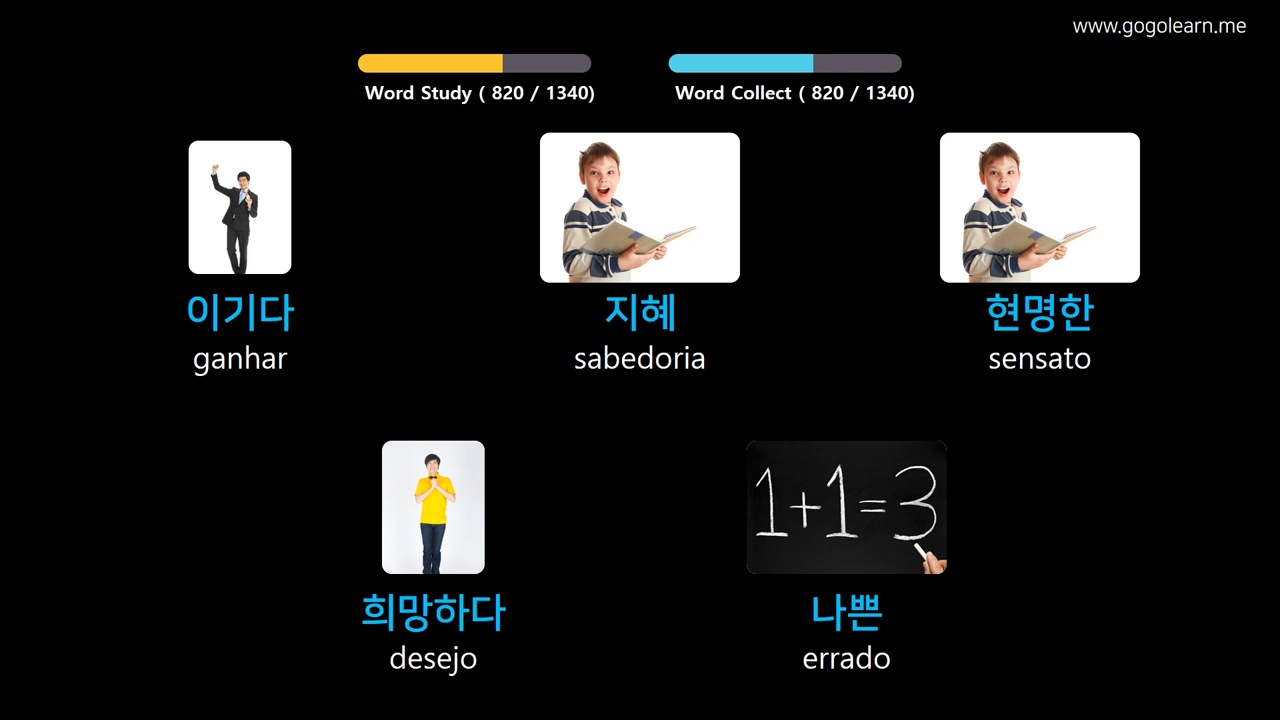 www.gogolearn.me
Word Study ( 820 / 1340)
Word Collect ( 820 / 1340)
이기다
ganhar
지혜
sabedoria
현명한
sensato
희망하다
desejo
1+1=3
나쁜
errado